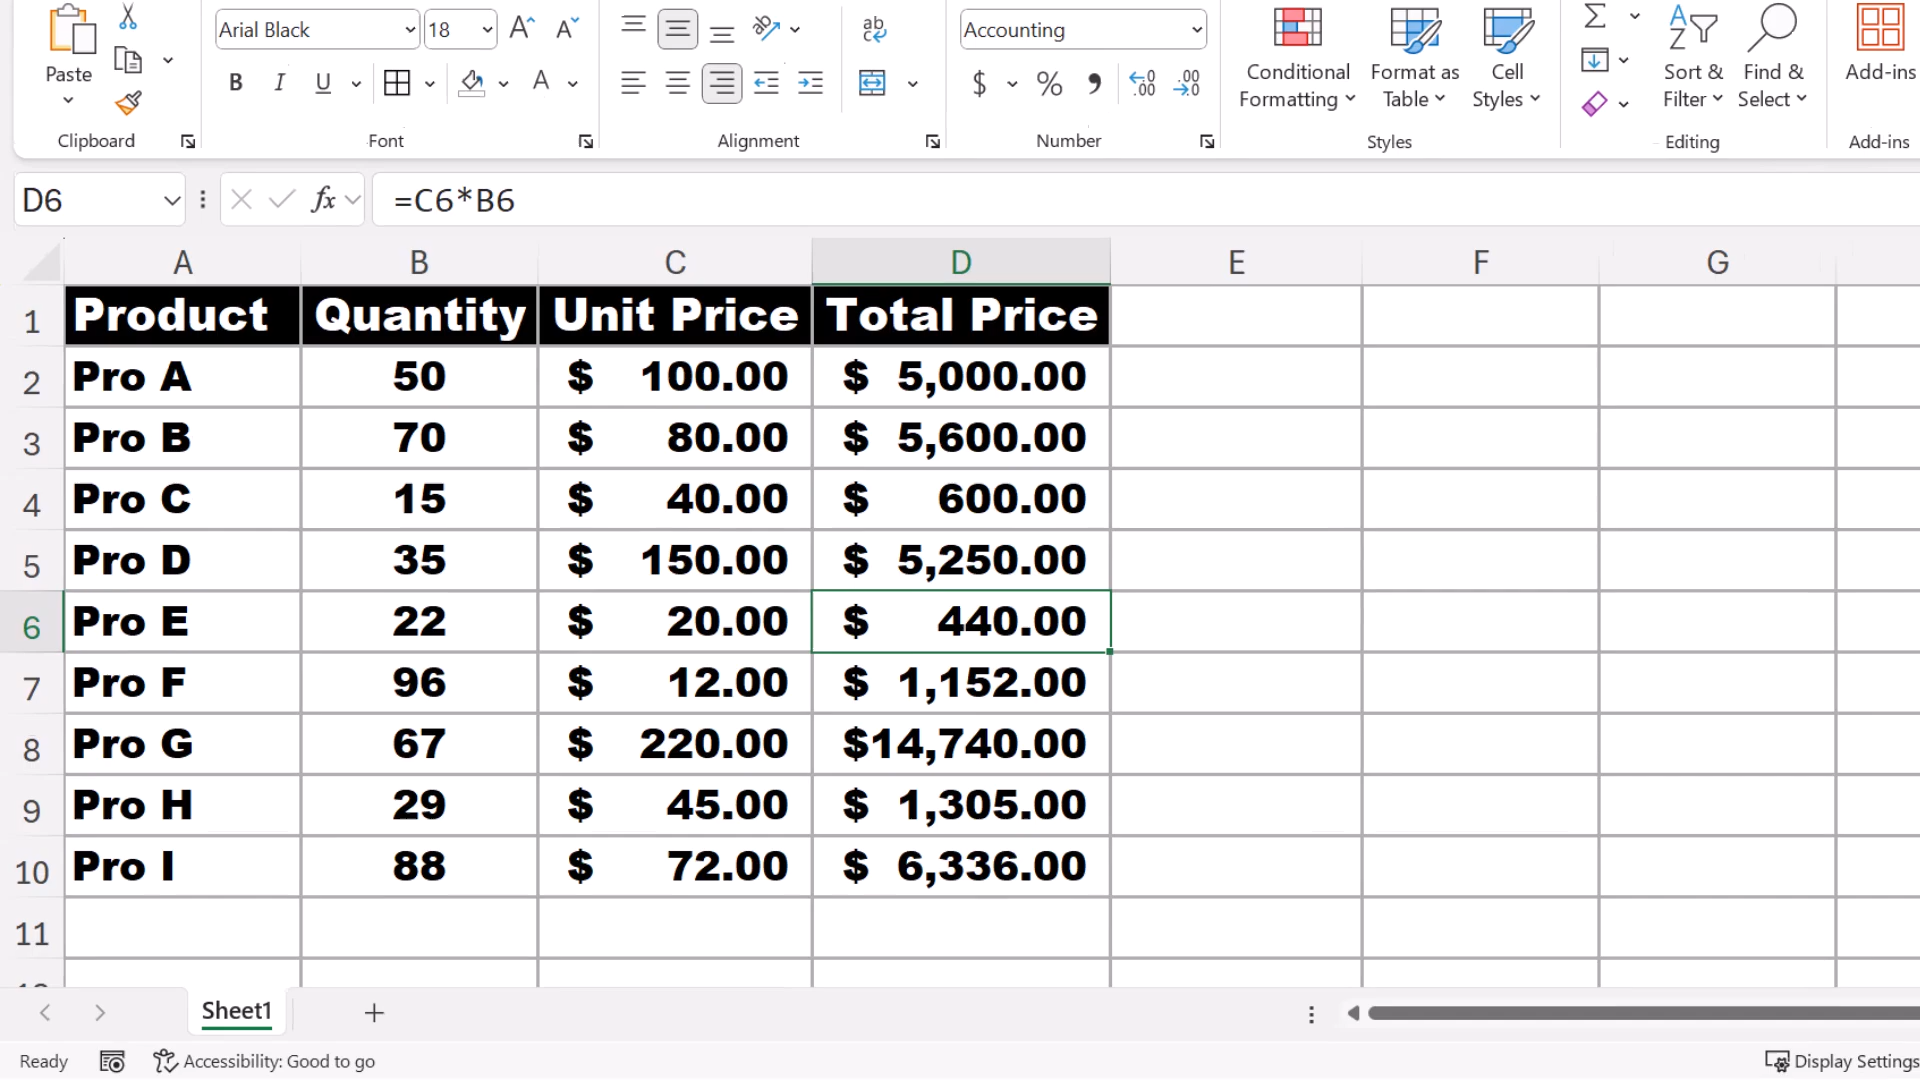 Arial Black 18 Accounting
Paste Conditional Formatting Format as Table Cell Styles Sort & Filter Find & Select Add-ins
B I U A $ % , ab
Clipboard Font Alignment Number Styles Editing Add-ins
D6 fx =C6*B6
A B C D E F G
1 Product Quantity Unit Price Total Price
2 Pro A 50 $ 100.00 $ 5,000.00
3 Pro B 70 $ 80.00 $ 5,600.00
4 Pro C 15 $ 40.00 $ 600.00
5 Pro D 35 $ 150.00 $ 5,250.00
6 Pro E 22 $ 20.00 $ 440.00
7 Pro F 96 $ 12.00 $ 1,152.00
8 Pro G 67 $ 220.00 $14,740.00
9 Pro H 29 $ 45.00 $ 1,305.00
10 Pro I 88 $ 72.00 $ 6,336.00
11
Sheet1
Ready Accessibility: Good to go Display Settings